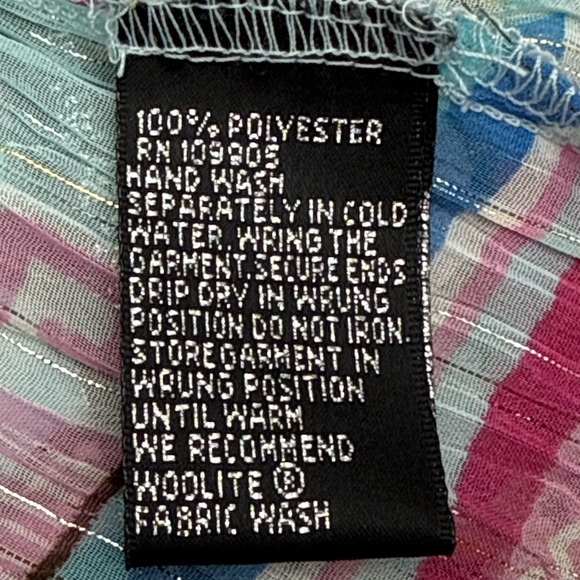 100% POLYESTER
RN 109905
HAND WASH
SEPARATELY IN COLD
WATER. WRING THE
GARMENT. SECURE ENDS
DRIP DRY IN WRUNG
POSITION DO NOT IRON.
STORE GARMENT IN
WRUNG POSITION
UNTIL WARM
WE RECOMMEND
WOOLITE ®
FABRIC WASH